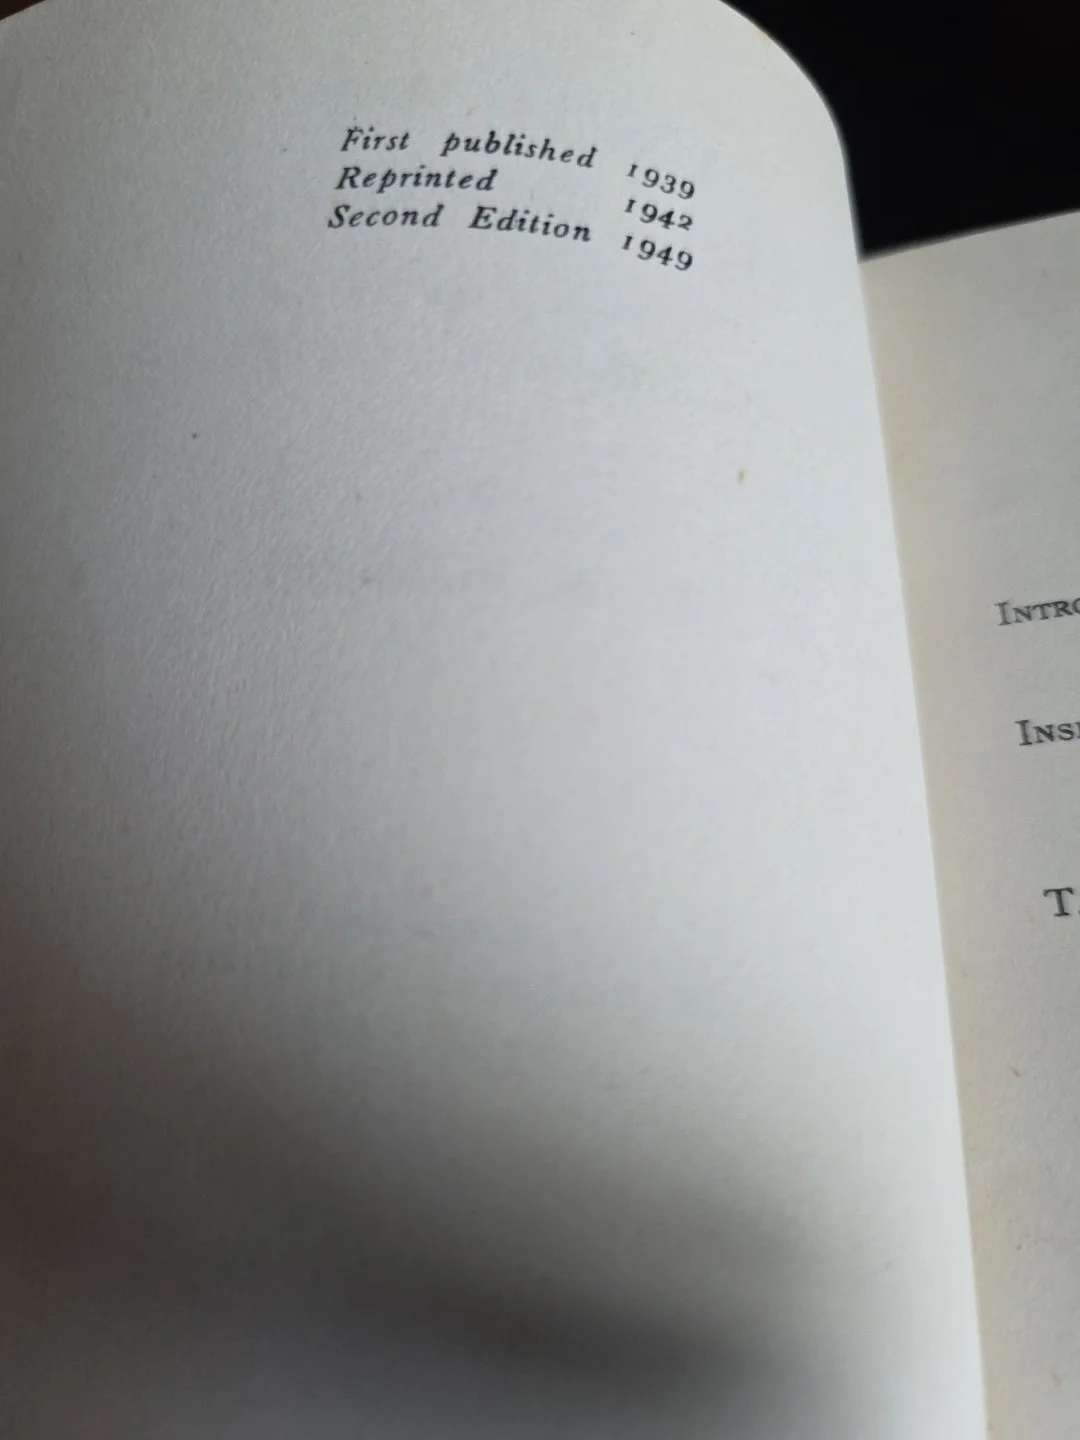 First published 1939
Reprinted 1942
Second Edition 1949